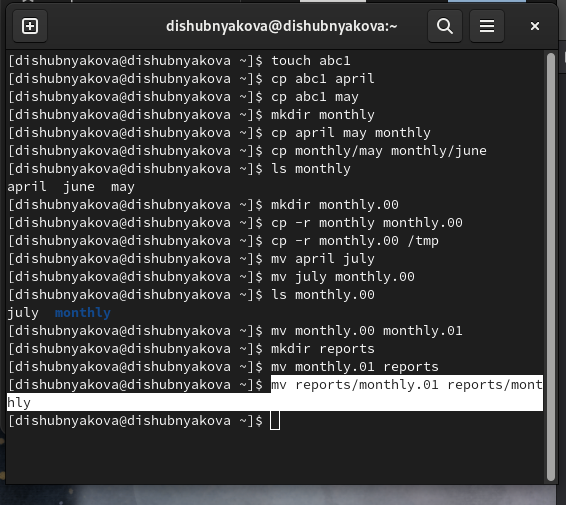 dishubnyakova@dishubnyakova:~
[dishubnyakova@dishubnyakova ~]$ touch abc1
[dishubnyakova@dishubnyakova ~]$ cp abc1 april
[dishubnyakova@dishubnyakova ~]$ cp abc1 may
[dishubnyakova@dishubnyakova ~]$ mkdir monthly
[dishubnyakova@dishubnyakova ~]$ cp april may monthly
[dishubnyakova@dishubnyakova ~]$ cp monthly/may monthly/june
[dishubnyakova@dishubnyakova ~]$ ls monthly
april  june  may
[dishubnyakova@dishubnyakova ~]$ mkdir monthly.00
[dishubnyakova@dishubnyakova ~]$ cp -r monthly monthly.00
[dishubnyakova@dishubnyakova ~]$ cp -r monthly.00 /tmp
[dishubnyakova@dishubnyakova ~]$ mv april july
[dishubnyakova@dishubnyakova ~]$ mv july monthly.00
[dishubnyakova@dishubnyakova ~]$ ls monthly.00
july  monthly
[dishubnyakova@dishubnyakova ~]$ mv monthly.00 monthly.01
[dishubnyakova@dishubnyakova ~]$ mkdir reports
[dishubnyakova@dishubnyakova ~]$ mv monthly.01 reports
[dishubnyakova@dishubnyakova ~]$ mv reports/monthly.01 reports/mont
hly
[dishubnyakova@dishubnyakova ~]$